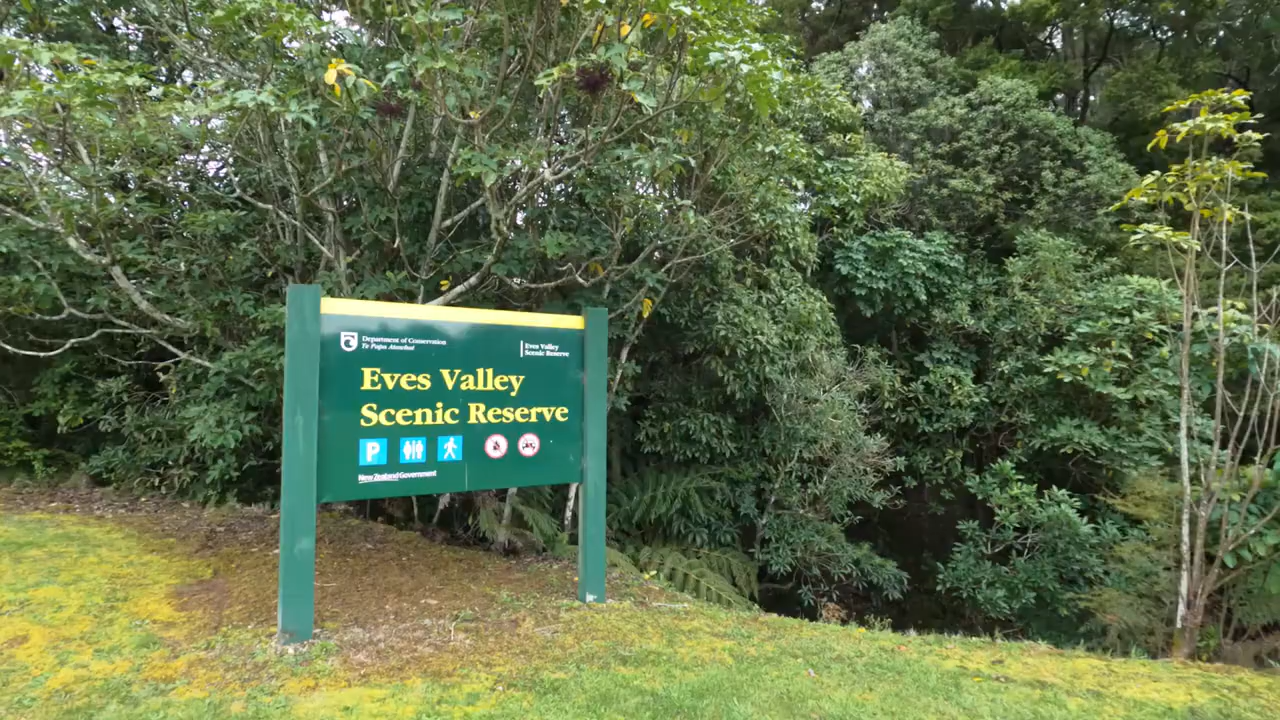 Department of Conservation
Te Papa Atawhai
Eves Valley
Scenic Reserve
Eves Valley
Scenic Reserve
P
New Zealand Government